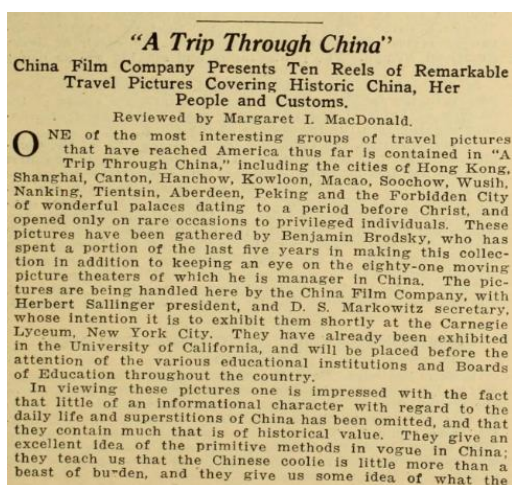 "A Trip Through China"
China Film Company Presents Ten Reels of Remarkable
Travel Pictures Covering Historic China, Her
People and Customs.
Reviewed by Margaret I. MacDonald.
ONE of the most interesting groups of travel pictures
that have reached America thus far is contained in "A
Trip Through China," including the cities of Hong Kong,
Shanghai, Canton, Hanchow, Kowloon, Macao, Soochow, Wusih,
Nanking, Tientsin, Aberdeen, Peking and the Forbidden City
of wonderful palaces dating to a period before Christ, and
opened only on rare occasions to privileged individuals. These
pictures have been gathered by Benjamin Brodsky, who has
spent a portion of the last five years in making this collec-
tion in addition to keeping an eye on the eighty-one moving
picture theaters of which he is manager in China. The pic-
tures are being handled here by the China Film Company, with
Herbert Sallinger president, and D. S. Markowitz secretary,
whose intention it is to exhibit them shortly at the Carnegie
Lyceum, New York City. They have already been exhibited
in the University of California, and will be placed before the
attention of the various educational institutions and Boards
of Education throughout the country.
In viewing these pictures one is impressed with the fact
that little of an informational character with regard to the
daily life and superstitions of China has been omitted, and that
they contain much that is of historical value. They give an
excellent idea of the primitive methods in vogue in China;
they teach us that the Chinese coolie is little more than a
beast of burden, and they give us some idea of what the